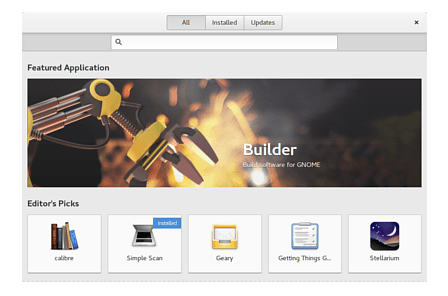 All Installed Updates
Featured Application
Builder
Build software for GNOME
Editor's Picks
Installed
calibre
Simple Scan
Geary
Getting Things G...
Stellarium